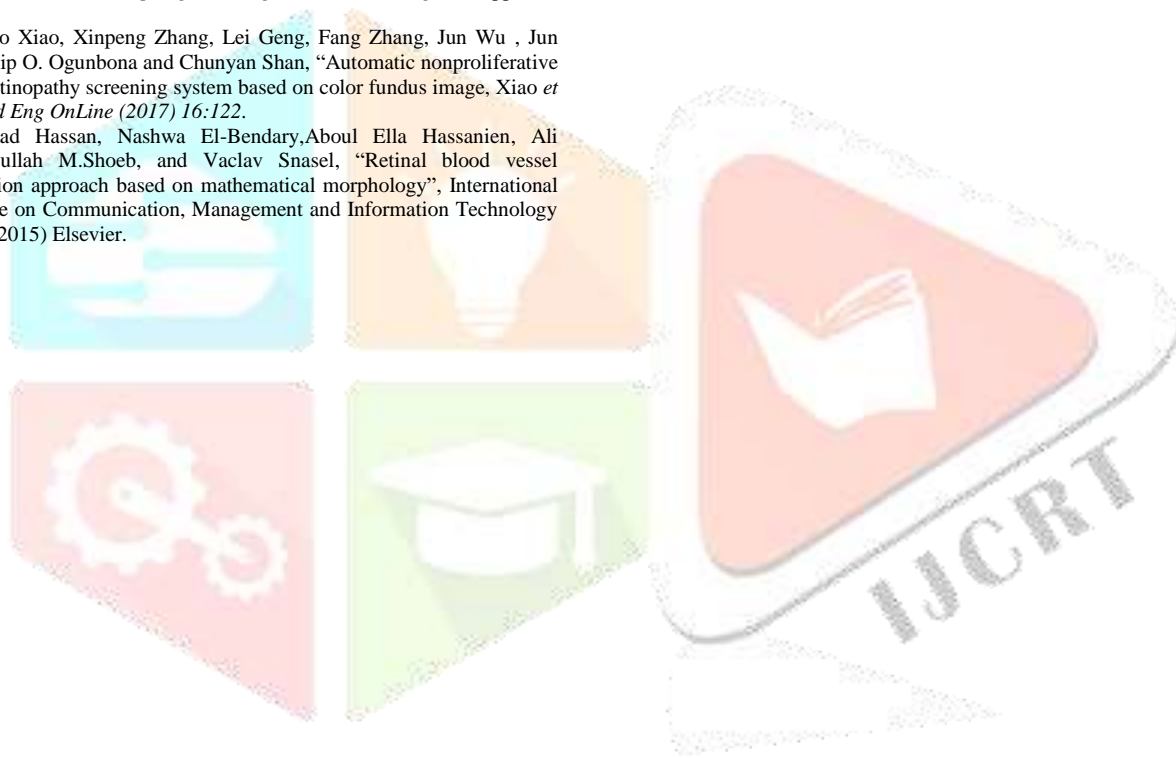 o Xiao, Xinpeng Zhang, Lei Geng, Fang Zhang, Jun Wu , Jun
ip O. Ogunbona and Chunyan Shan, “Automatic nonproliferative
tinopathy screening system based on color fundus image, Xiao et
d Eng OnLine (2017) 16:122.
ad Hassan, Nashwa El-Bendary,Aboul Ella Hassanien, Ali
ullah M.Shoeb, and Vaclav Snasel, “Retinal blood vessel
ion approach based on mathematical morphology”, International
e on Communication, Management and Information Technology
2015) Elsevier.
IJCRT